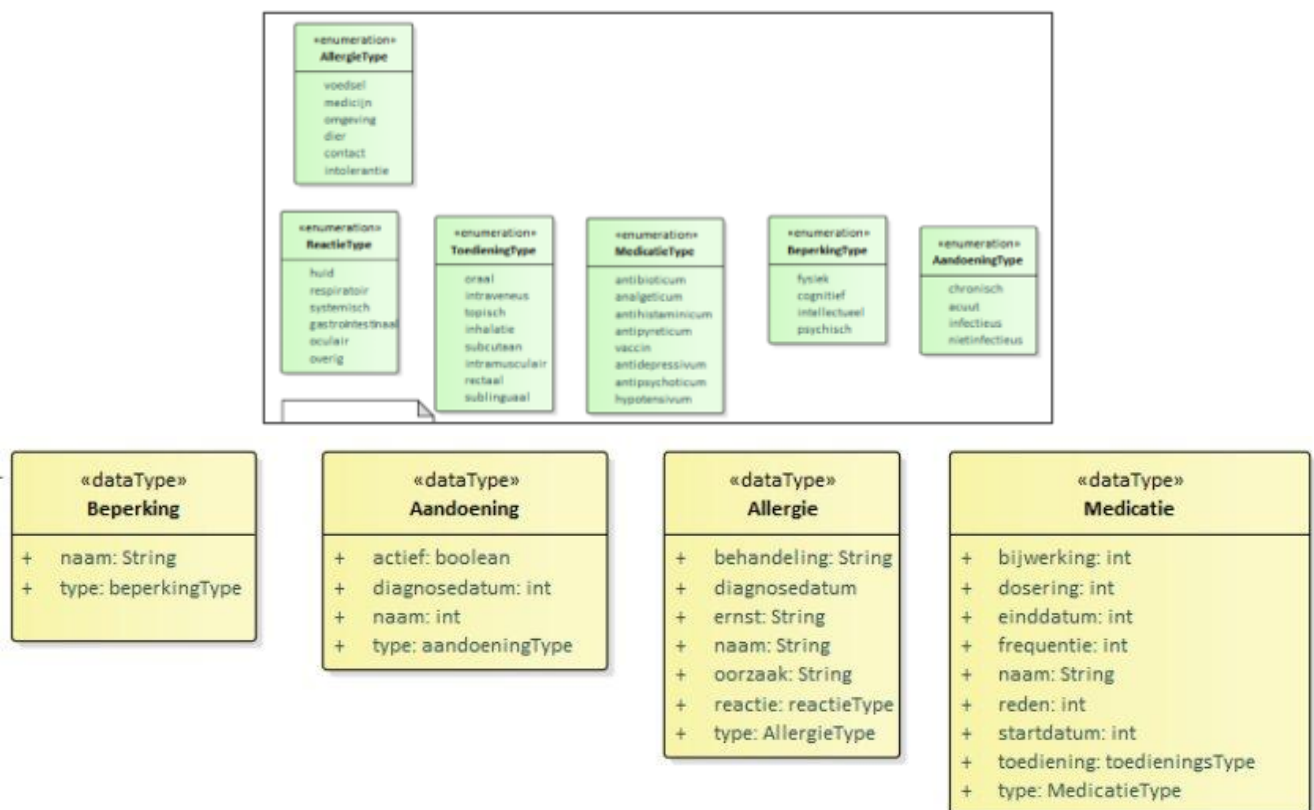 «enumeration»
AllergieType
voedsel
medicijn
omgeving
dier
contact
intolerantie
«enumeration»
ReactieType
huid
respiratoir
systemisch
gastrointestinaal
oculair
overig
«enumeration»
ToedieningType
oraal
intraveneus
topisch
inhalatie
subcutaan
intramusculair
rectaal
sublinguaal
«enumeration»
MedicatieType
antibioticum
analgeticum
antihistaminicum
antipyreticum
vaccin
antidepressivum
antipsychoticum
hypotensivum
«enumeration»
BeperkingType
fysiek
cognitief
intellectueel
psychisch
«enumeration»
AandoeningType
chronisch
acuut
infectieus
nietinfectieus
«dataType»
Beperking
+ naam: String
+ type: beperkingType
«dataType»
Aandoening
+ actief: boolean
+ diagnosedatum: int
+ naam: int
+ type: aandoeningType
«dataType»
Allergie
+ behandeling: String
+ diagnosedatum
+ ernst: String
+ naam: String
+ oorzaak: String
+ reactie: reactieType
+ type: AllergieType
«dataType»
Medicatie
+ bijwerking: int
+ dosering: int
+ einddatum: int
+ frequentie: int
+ naam: String
+ reden: int
+ startdatum: int
+ toediening: toedieningsType
+ type: MedicatieType